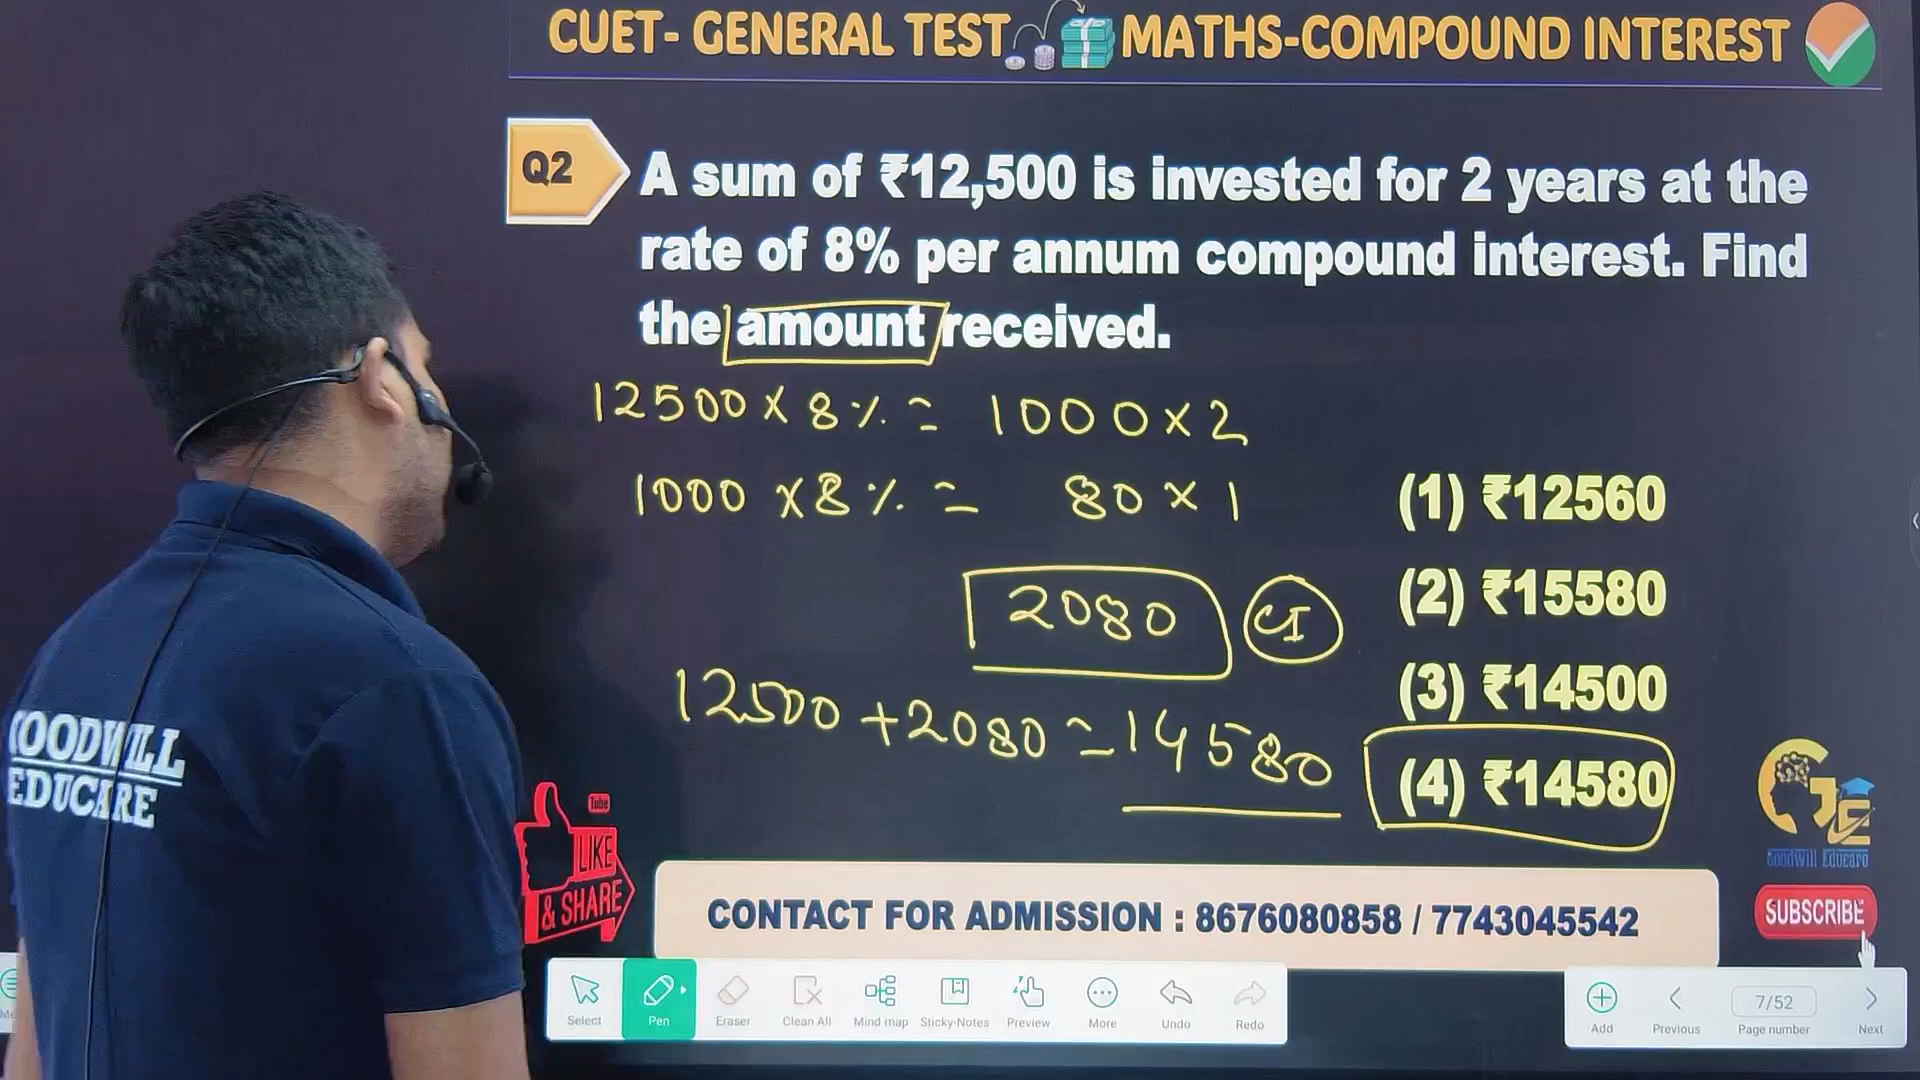 CUET- GENERAL TEST MATHS-COMPOUND INTEREST
Q2
A sum of ₹12,500 is invested for 2 years at the
rate of 8% per annum compound interest. Find
the amount received.
12500 × 8% = 1000 × 2
1000 × 8% = 80 × 1
2080 CI
12500 + 2080 = 14580
(1) ₹12560
(2) ₹15580
(3) ₹14500
(4) ₹14580
OODWILL
EDUCARE
Tube
LIKE
& SHARE
GE
Goodwill Educare
SUBSCRIBE
CONTACT FOR ADMISSION : 8676080858 / 7743045542
Select Pen Eraser Clean All Mind map Sticky-Notes Preview More Undo Redo
Add Previous 7/52 Page number Next